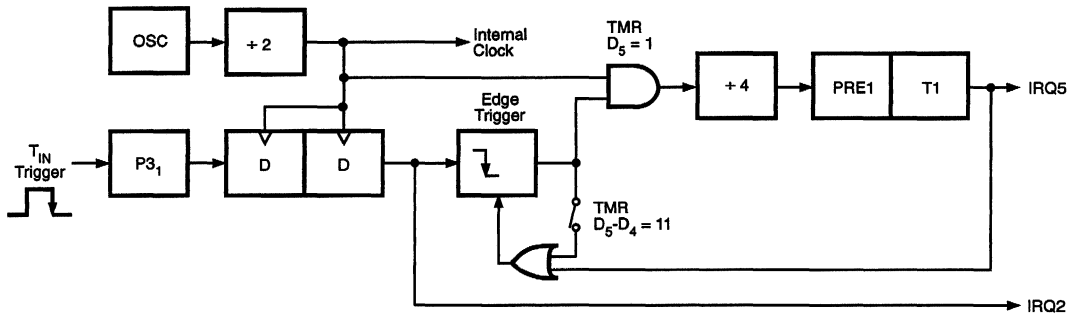 OSC
÷ 2
Internal
Clock
TMR
D₅ = 1
÷ 4
PRE1
T1
IRQ5
Edge
Trigger
T_IN
Trigger
P3₁
D
D
TMR
D₅-D₄ = 11
IRQ2